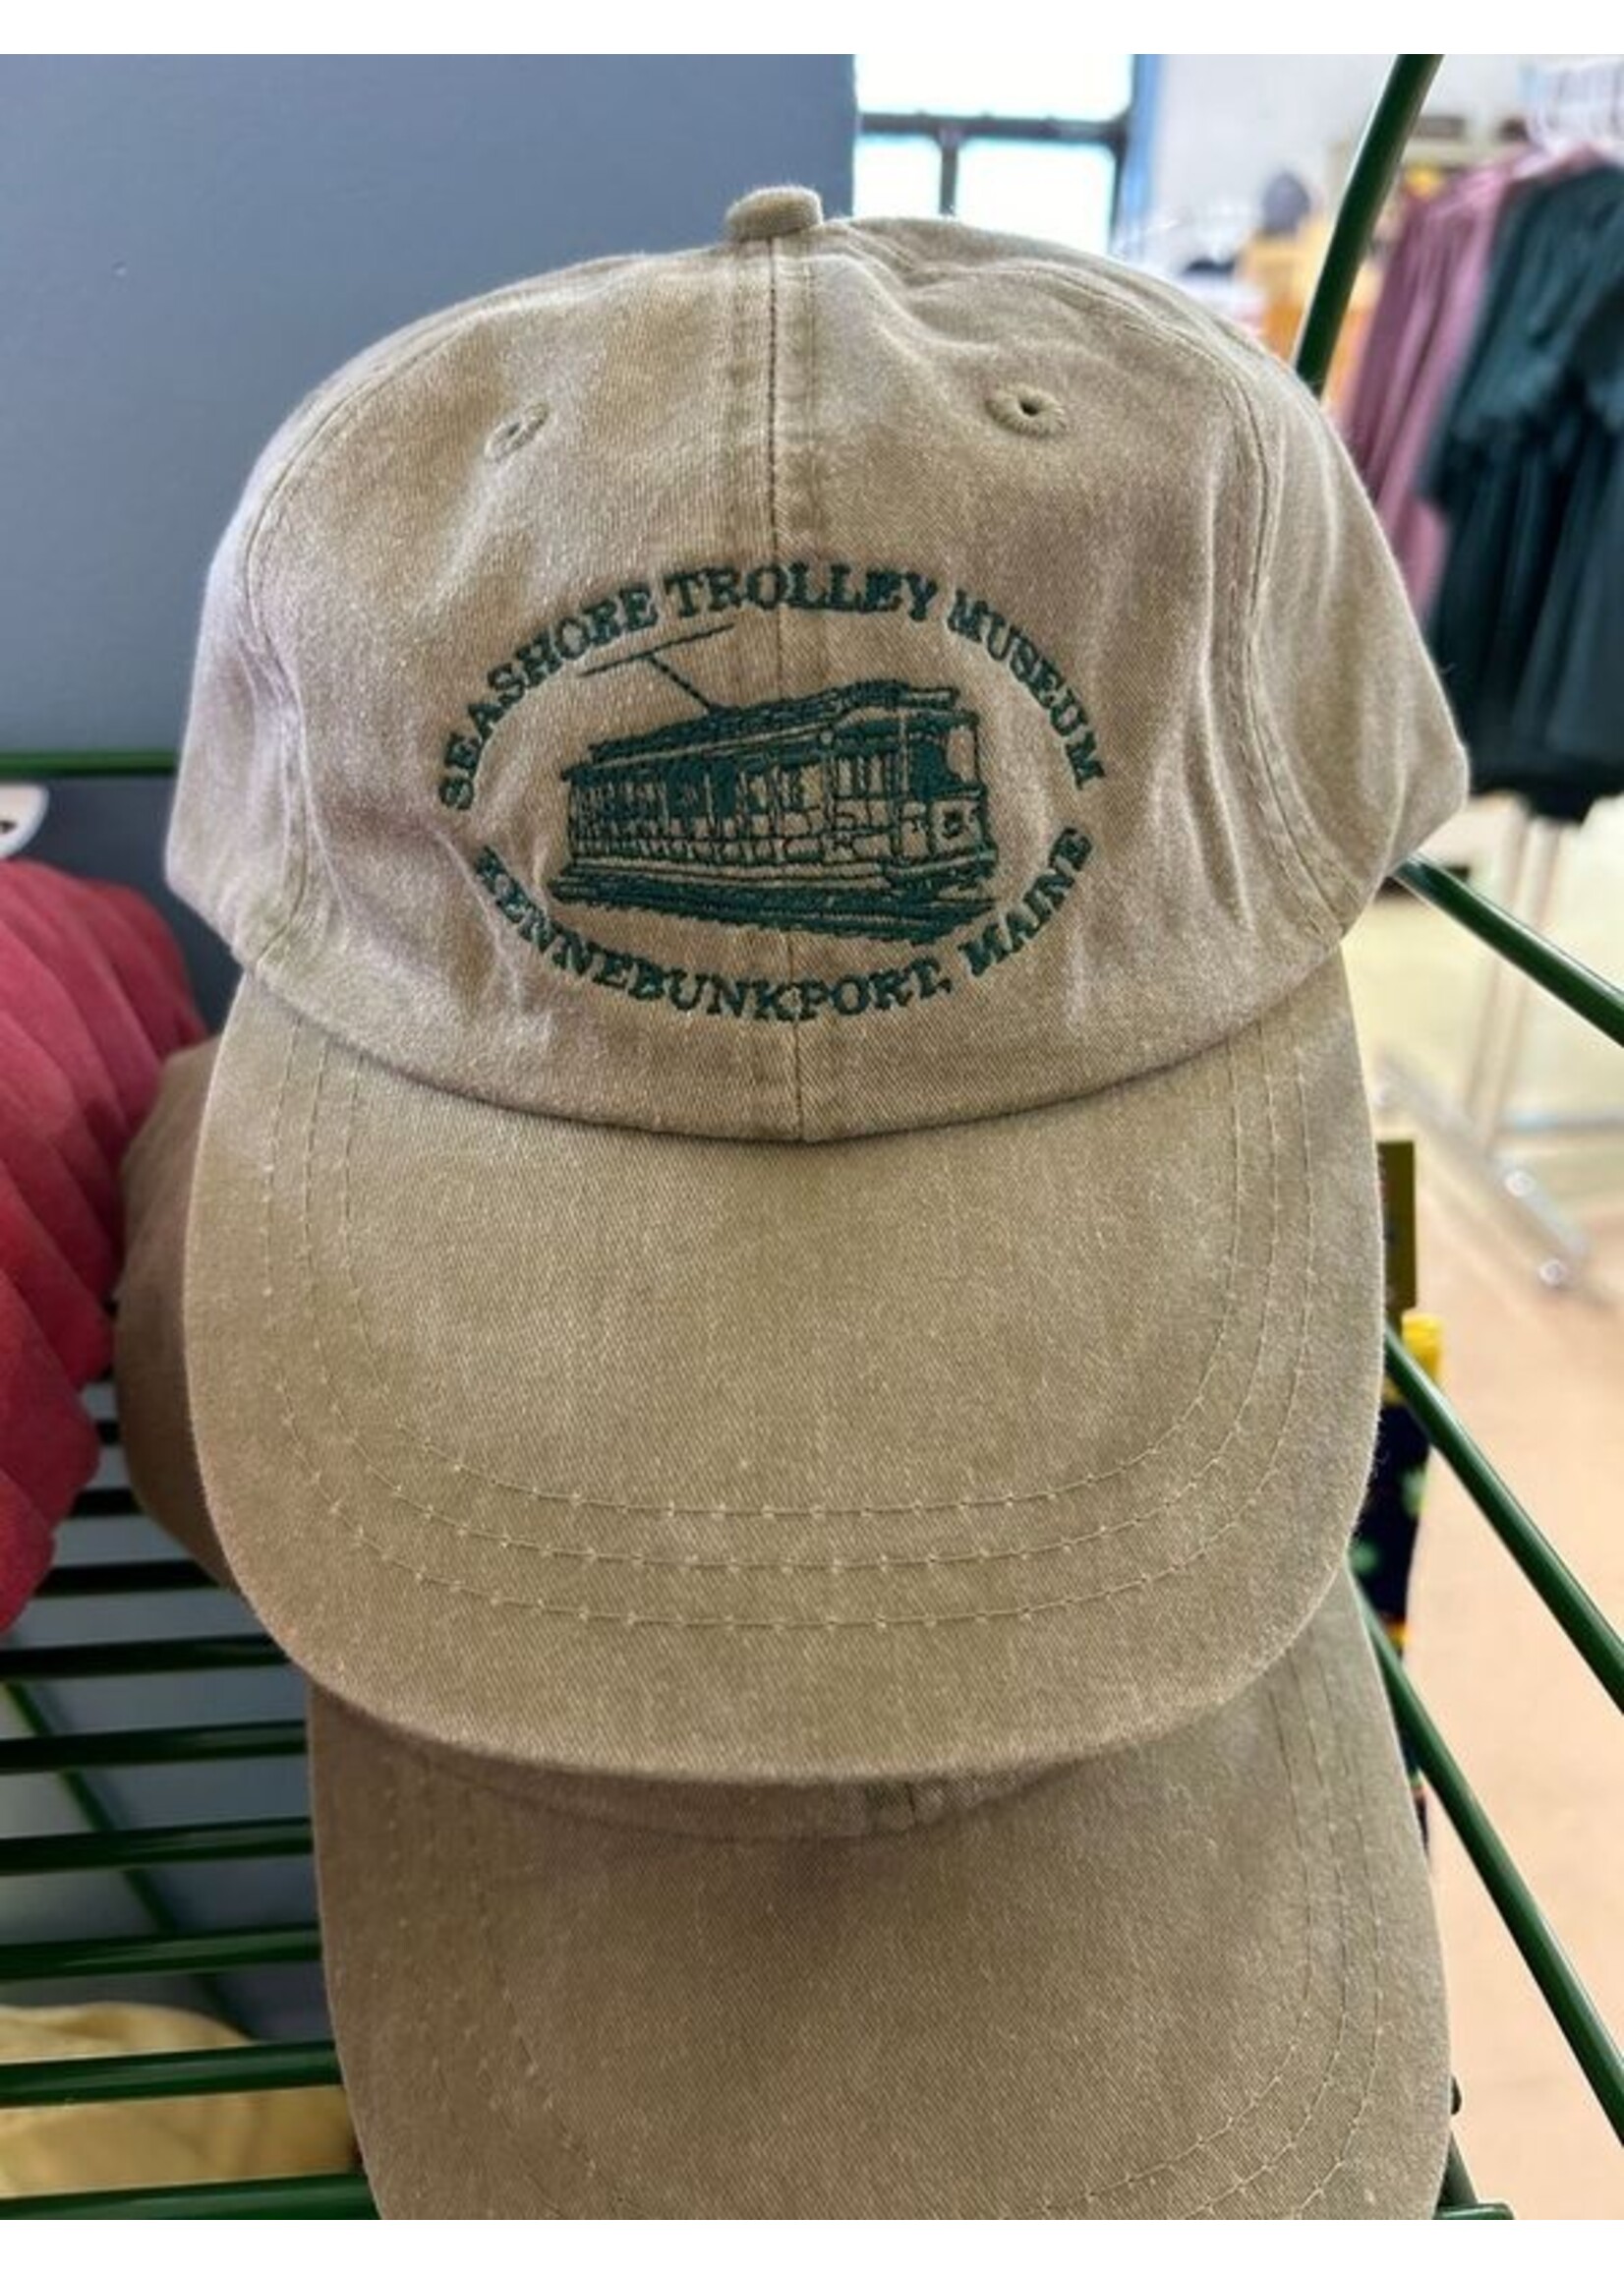 SEASHORE TROLLEY MUSEUM
KENNEBUNKPORT, MAINE